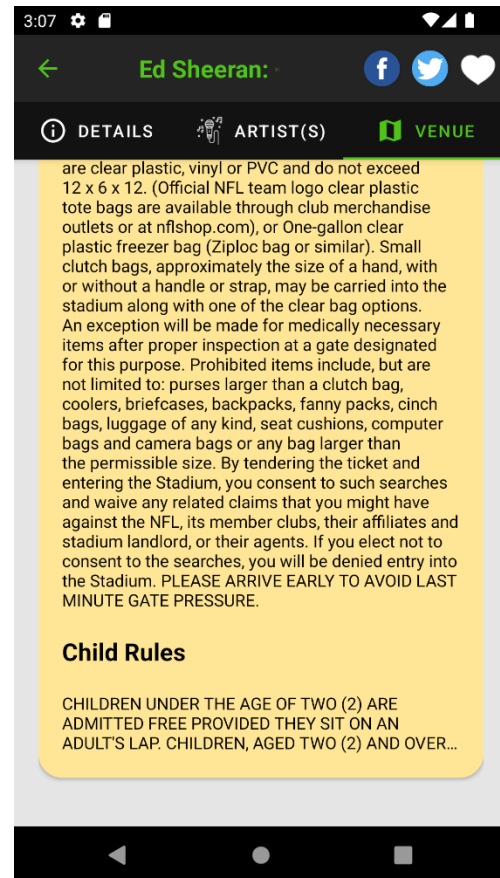 3:07
Ed Sheeran:
DETAILS
ARTIST(S)
VENUE
are clear plastic, vinyl or PVC and do not exceed
12 x 6 x 12. (Official NFL team logo clear plastic
tote bags are available through club merchandise
outlets or at nflshop.com), or One-gallon clear
plastic freezer bag (Ziploc bag or similar). Small
clutch bags, approximately the size of a hand, with
or without a handle or strap, may be carried into the
stadium along with one of the clear bag options.
An exception will be made for medically necessary
items after proper inspection at a gate designated
for this purpose. Prohibited items include, but are
not limited to: purses larger than a clutch bag,
coolers, briefcases, backpacks, fanny packs, cinch
bags, luggage of any kind, seat cushions, computer
bags and camera bags or any bag larger than
the permissible size. By tendering the ticket and
entering the Stadium, you consent to such searches
and waive any related claims that you might have
against the NFL, its member clubs, their affiliates and
stadium landlord, or their agents. If you elect not to
consent to the searches, you will be denied entry into
the Stadium. PLEASE ARRIVE EARLY TO AVOID LAST
MINUTE GATE PRESSURE.
Child Rules
CHILDREN UNDER THE AGE OF TWO (2) ARE
ADMITTED FREE PROVIDED THEY SIT ON AN
ADULT'S LAP. CHILDREN, AGED TWO (2) AND OVER...